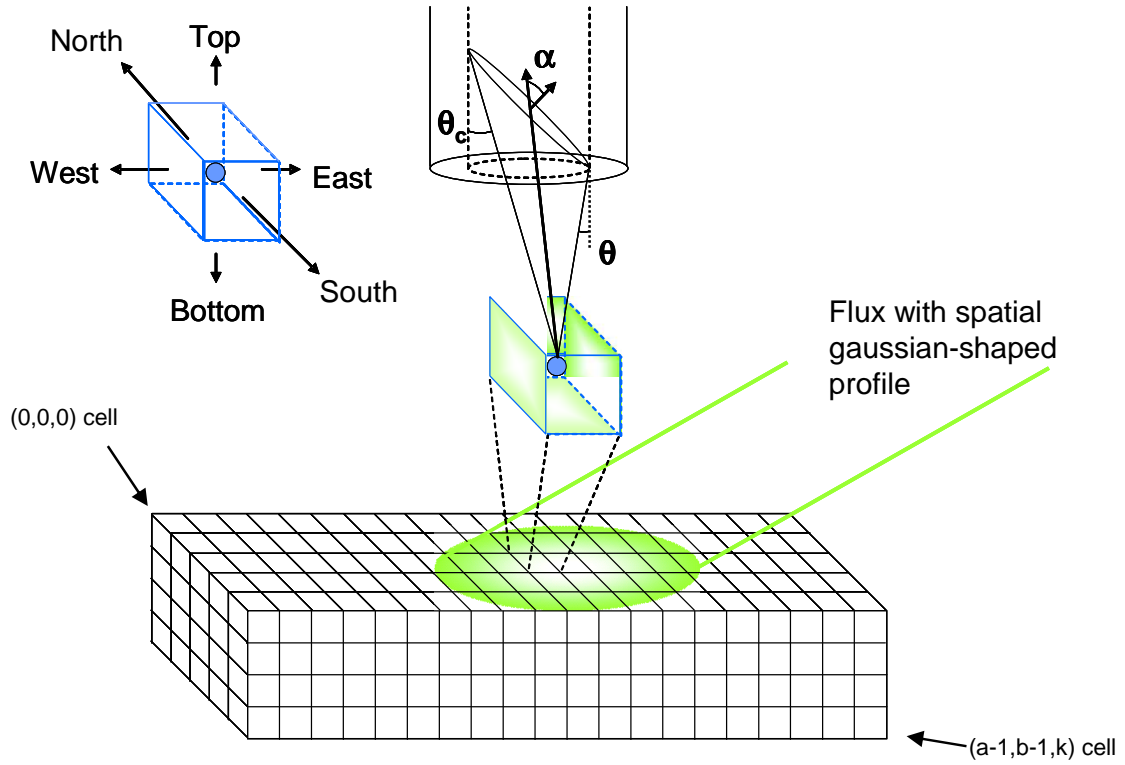 North
Top
West
East
South
Bottom
α
θc
θ
Flux with spatial
gaussian-shaped
profile
(0,0,0) cell
(a-1,b-1,k) cell